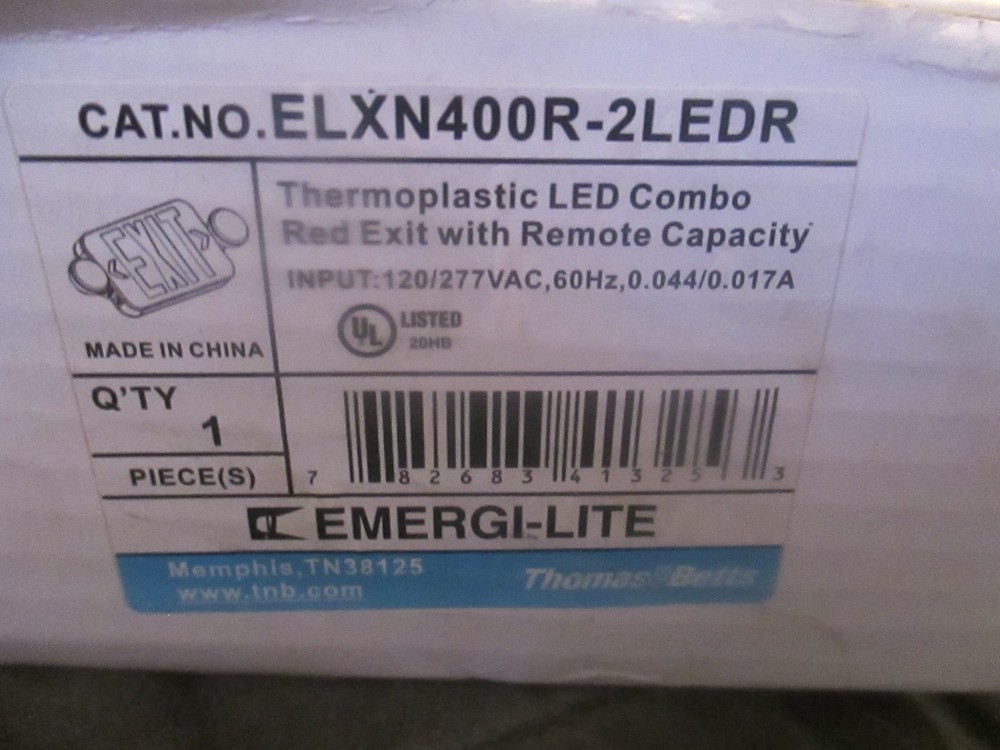 CAT.NO.ELXN400R-2LEDR
EXIT
MADE IN CHINA
Thermoplastic LED Combo
Red Exit with Remote Capacity
INPUT:120/277VAC,60Hz,0.044/0.017A
UL LISTED
20HB
Q'TY
1
PIECE(S)
7 82683 41325 3
EMERGI-LITE
Memphis,TN38125
www.tnb.com
Thomas&Betts